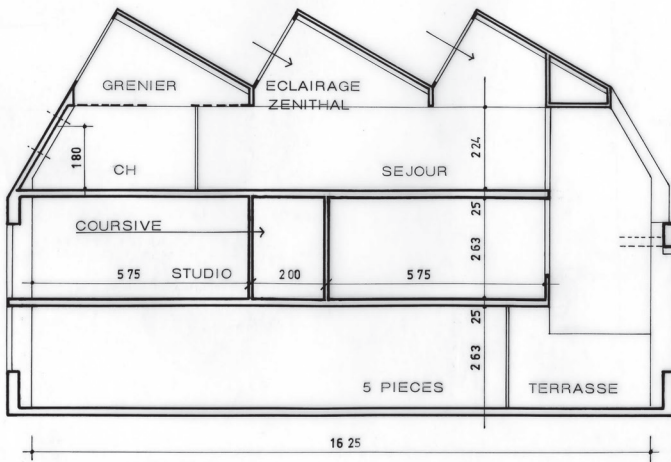 GRENIER
ECLAIRAGE
ZENITHAL
180
CH
SEJOUR
224
25
COURSIVE
263
575
STUDIO
200
575
25
263
5 PIECES
TERRASSE
16 25